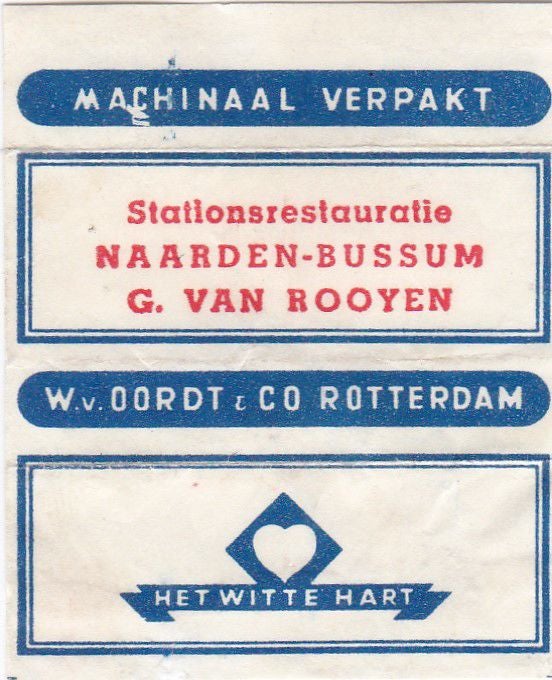 MACHINAAL VERPAKT
Stationsrestauratie
NAARDEN-BUSSUM
G. VAN ROOYEN
W.v. OORDT & CO ROTTERDAM
HET WITTE HART